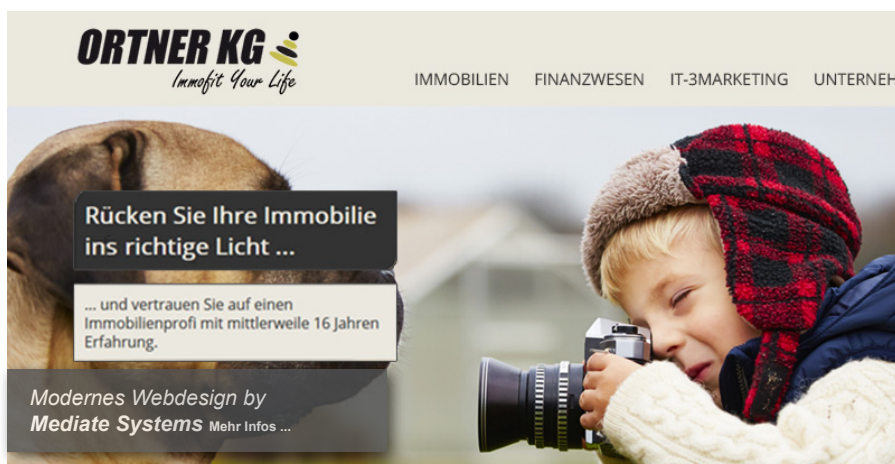 ORTNER KG
Immofit Your Life
IMMOBILIEN FINANZWESEN IT-3MARKETING UNTERNEH
Rücken Sie Ihre Immobilie
ins richtige Licht ...
... und vertrauen Sie auf einen
Immobilienprofi mit mittlerweile 16 Jahren
Erfahrung.
Modernes Webdesign by
Mediate Systems Mehr Infos ...